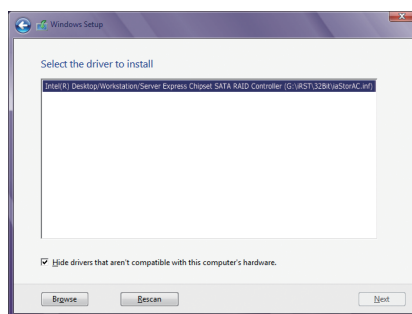 Windows Setup
Select the driver to install
Intel(R) Desktop/Workstation/Server Express Chipset SATA RAID Controller (G:\iRST\32Bit\iaStorAC.inf)
Hide drivers that aren't compatible with this computer's hardware.
Browse
Rescan
Next